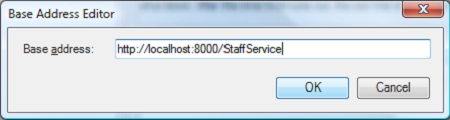 Base Address Editor
Base address: http://localhost:8000/StaffService
OK Cancel